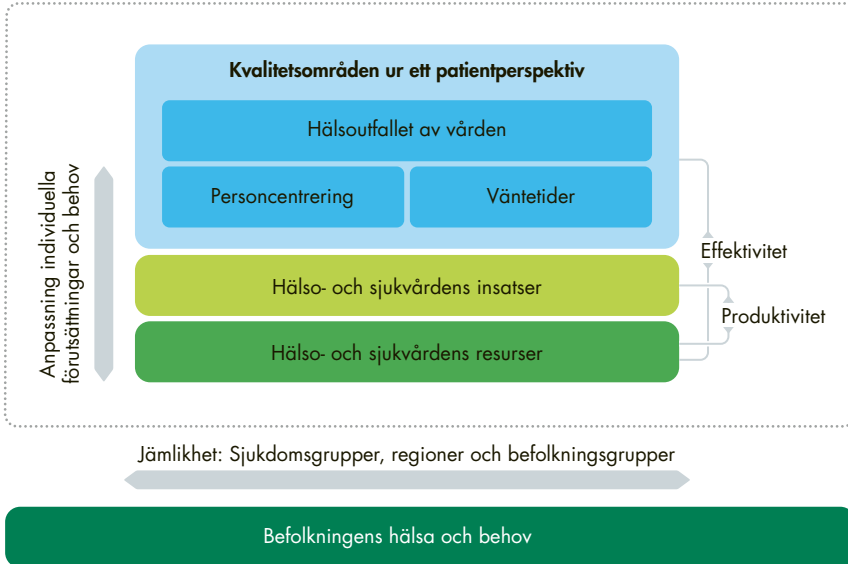 Kvalitetsområden ur ett patientperspektiv
Hälsoutfallet av vården
Personcentrering
Väntetider
Hälso- och sjukvårdens insatser
Hälso- och sjukvårdens resurser
Anpassning individuella
förutsättningar och behov
Effektivitet
Produktivitet
Jämlikhet: Sjukdomsgrupper, regioner och befolkningsgrupper
Befolkningens hälsa och behov